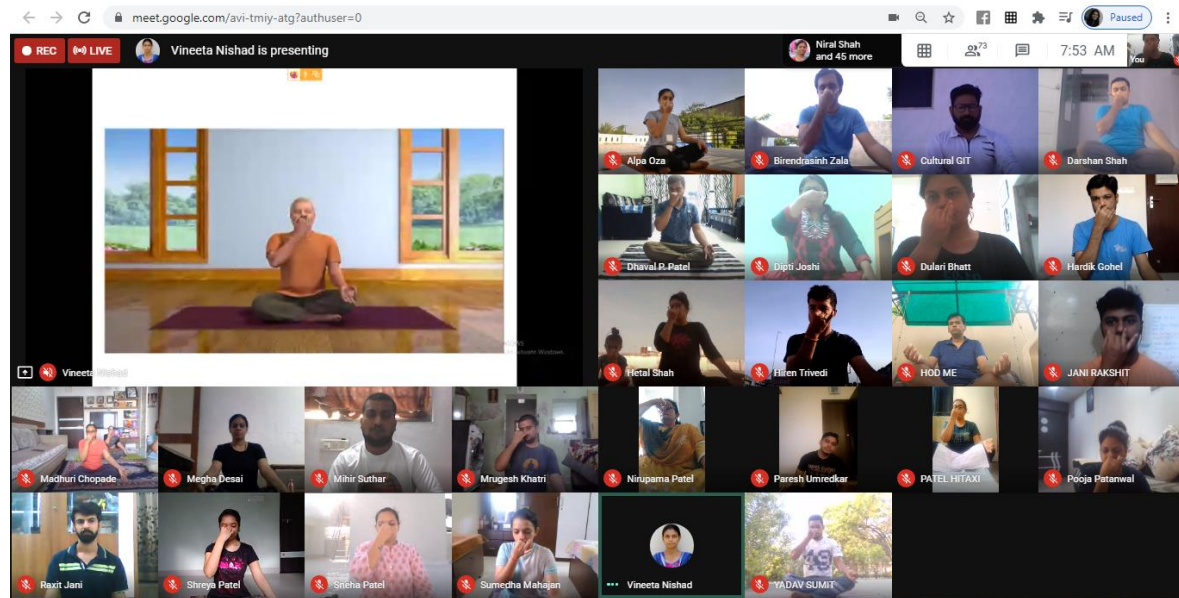 meet.google.com/avi-tmiy-atg?authuser=0
Paused
REC
LIVE
Vineeta Nishad is presenting
Niral Shah
and 45 more
73
7:53 AM
You
Alpa Oza
Birendrasinh Zala
Cultural GIT
Darshan Shah
Dhaval P. Patel
Dipti Joshi
Dulari Bhatt
Hardik Gohel
Hetal Shah
Hiren Trivedi
HOD ME
JANI RAKSHIT
Vineeta Nishad
Madhuri Chopade
Megha Desai
Mihir Suthar
Mrugesh Khatri
Nirupama Patel
Paresh Umredkar
PATEL HITAXI
Pooja Patanwal
Raxit Jani
Shreya Patel
Sneha Patel
Sumedha Mahajan
Vineeta Nishad
YADAV SUMIT
49